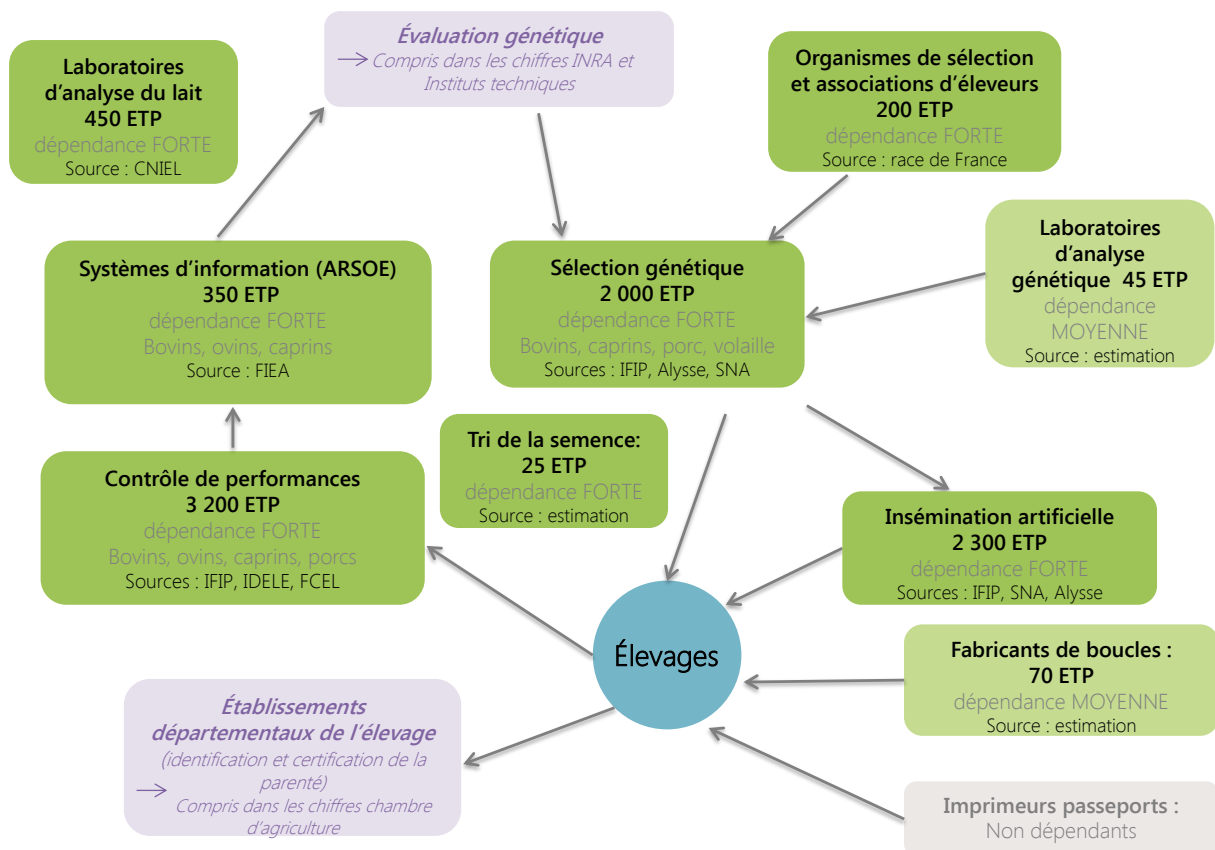 Évaluation génétique
→ Compris dans les chiffres INRA et
Instituts techniques
Laboratoires
d'analyse du lait
450 ETP
dépendance FORTE
Source : CNIEL
Organismes de sélection
et associations d'éleveurs
200 ETP
dépendance FORTE
Source : race de France
Laboratoires
d'analyse
génétique 45 ETP
dépendance
MOYENNE
Source : estimation
Systèmes d'information (ARSOE)
350 ETP
dépendance FORTE
Bovins, ovins, caprins
Source : FIEA
Sélection génétique
2 000 ETP
dépendance FORTE
Bovins, caprins, porc, volaille
Sources : IFIP, Alysse, SNA
Tri de la semence:
25 ETP
dépendance FORTE
Source : estimation
Contrôle de performances
3 200 ETP
dépendance FORTE
Bovins, ovins, caprins, porcs
Sources : IFIP, IDELE, FCEL
Insémination artificielle
2 300 ETP
dépendance FORTE
Sources : IFIP, SNA, Alysse
Élevages
Fabricants de boucles :
70 ETP
dépendance MOYENNE
Source : estimation
Établissements
départementaux de l'élevage
(identification et certification de la
parenté)
→ Compris dans les chiffres chambre
d'agriculture
Imprimeurs passeports :
Non dépendants